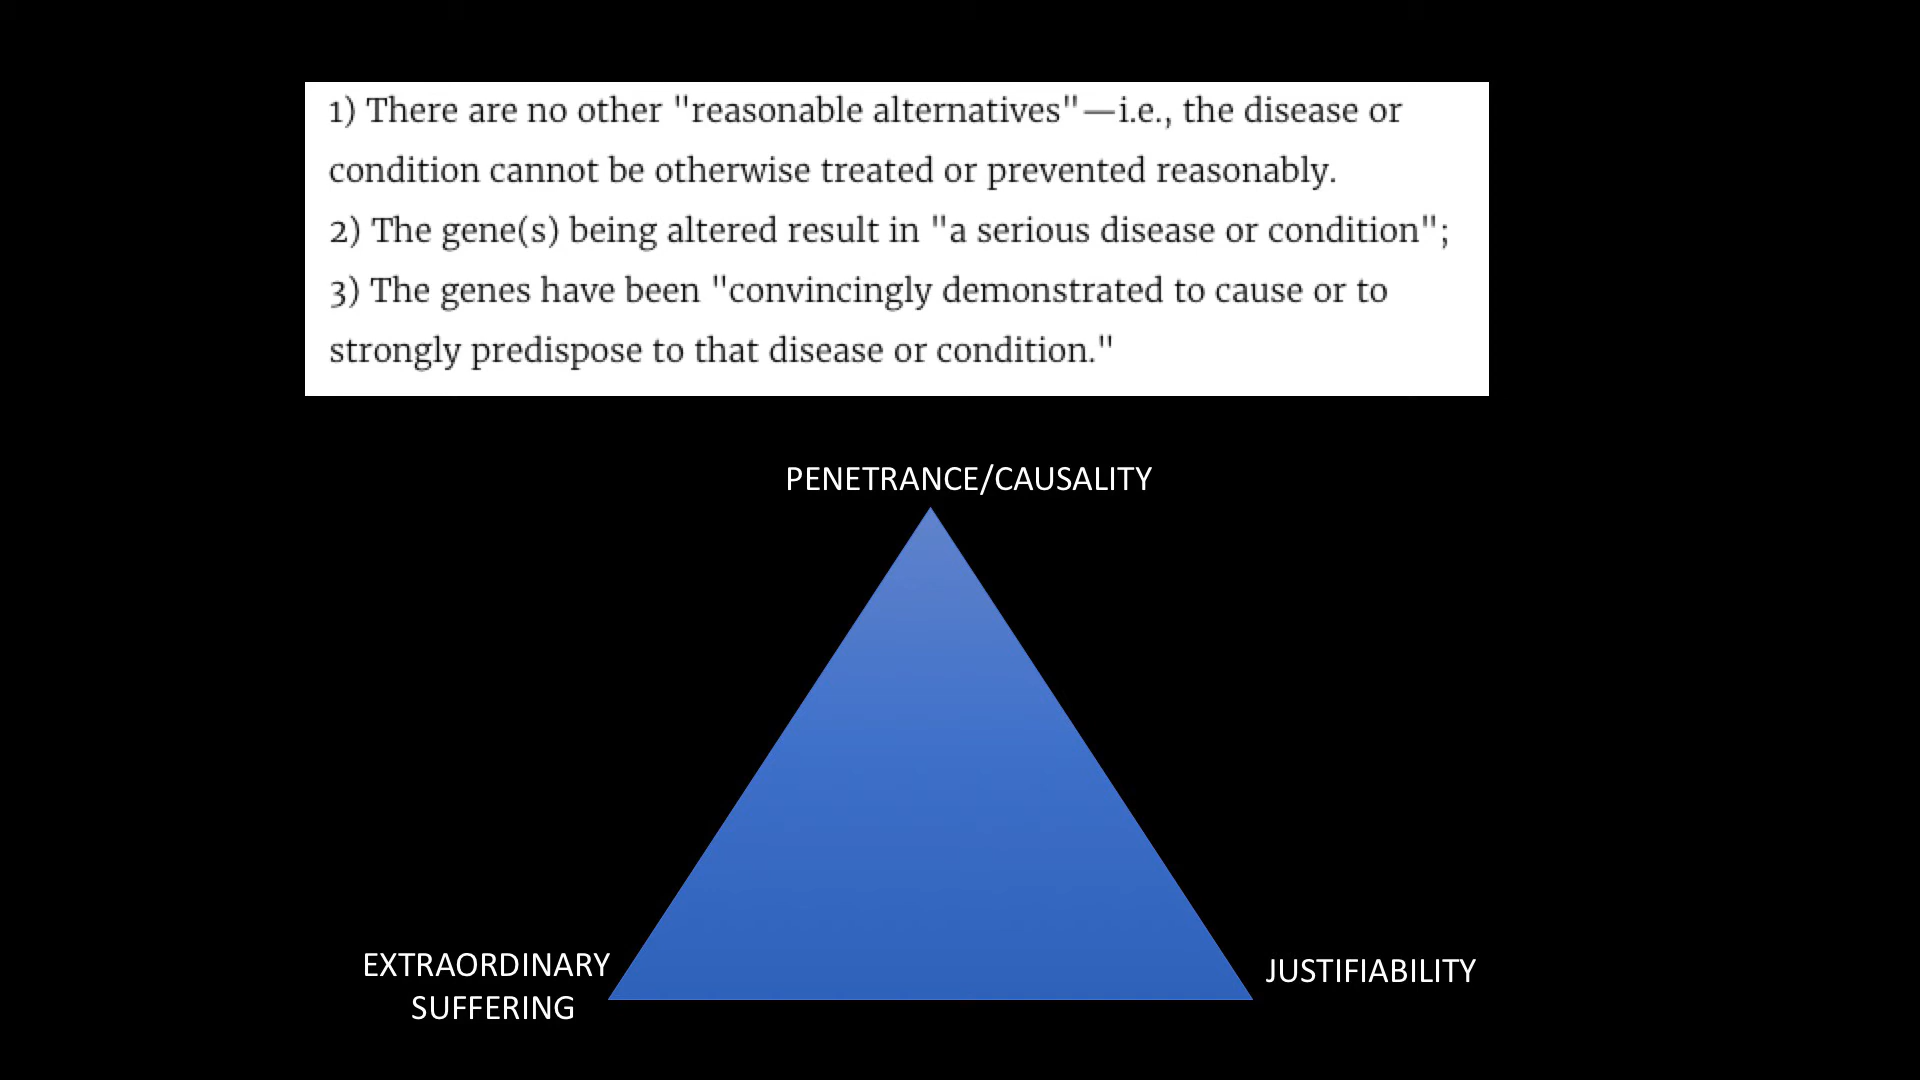 1) There are no other "reasonable alternatives"—i.e., the disease or
condition cannot be otherwise treated or prevented reasonably.
2) The gene(s) being altered result in "a serious disease or condition";
3) The genes have been "convincingly demonstrated to cause or to
strongly predispose to that disease or condition."
PENETRANCE/CAUSALITY
EXTRAORDINARY
SUFFERING
JUSTIFIABILITY